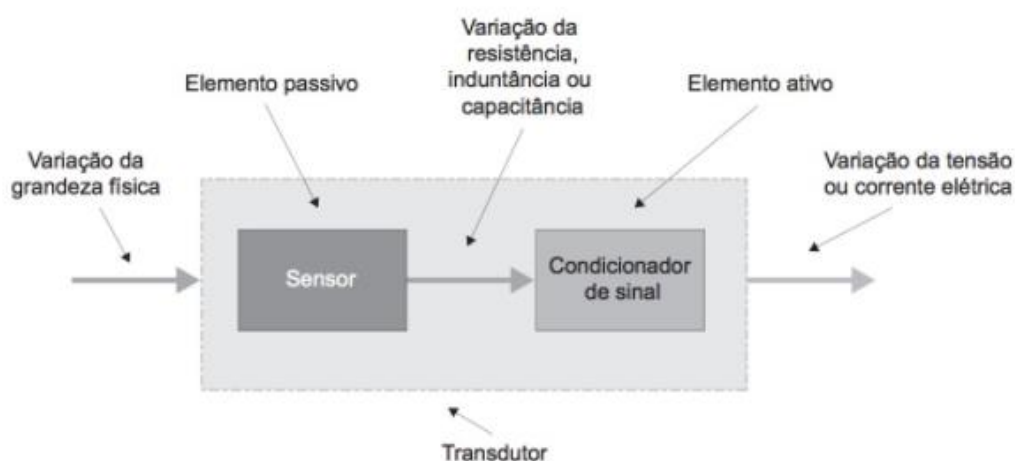 Variação da
resistência,
induntância ou
capacitância
Elemento passivo
Elemento ativo
Variação da
grandeza física
Variação da tensão
ou corrente elétrica
Sensor
Condicionador
de sinal
Transdutor